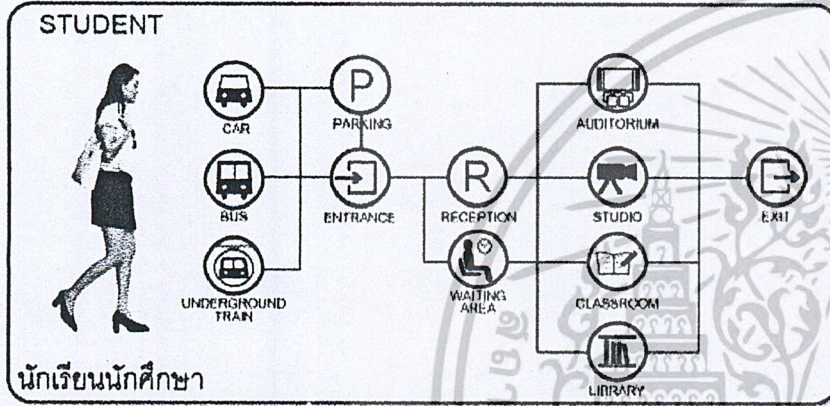 STUDENT
CAR
P
PARKING
BUS
ENTRANCE
UNDERGROUND
TRAIN
R
RECEPTION
WAITING
AREA
AUDITORIUM
STUDIO
CLASSROOM
LIBRARY
EXIT
นักเรียนนักศึกษา